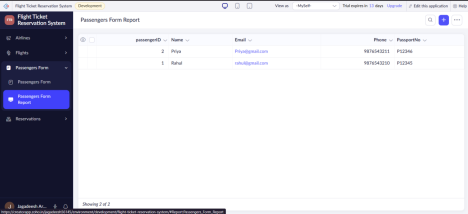 Flight Ticket Reservation System
Development
View as
Trial expires in 15 days
Upgrade
Edit this application
Help
FR
Flight Ticket
Reservation System
Passengers Form Report
Airlines
Flights
Passengers Form
Passengers Form
Passengers Form
Report
Reservations
passengerID
Name
Email
Phone
PassportNo.
2
Priya
Priya@gmail.com
9876543211
P12346
1
Rahul
rahul@gmail.com
9876543210
P12345
Showing 2 of 2
Jagadeesh Ar...